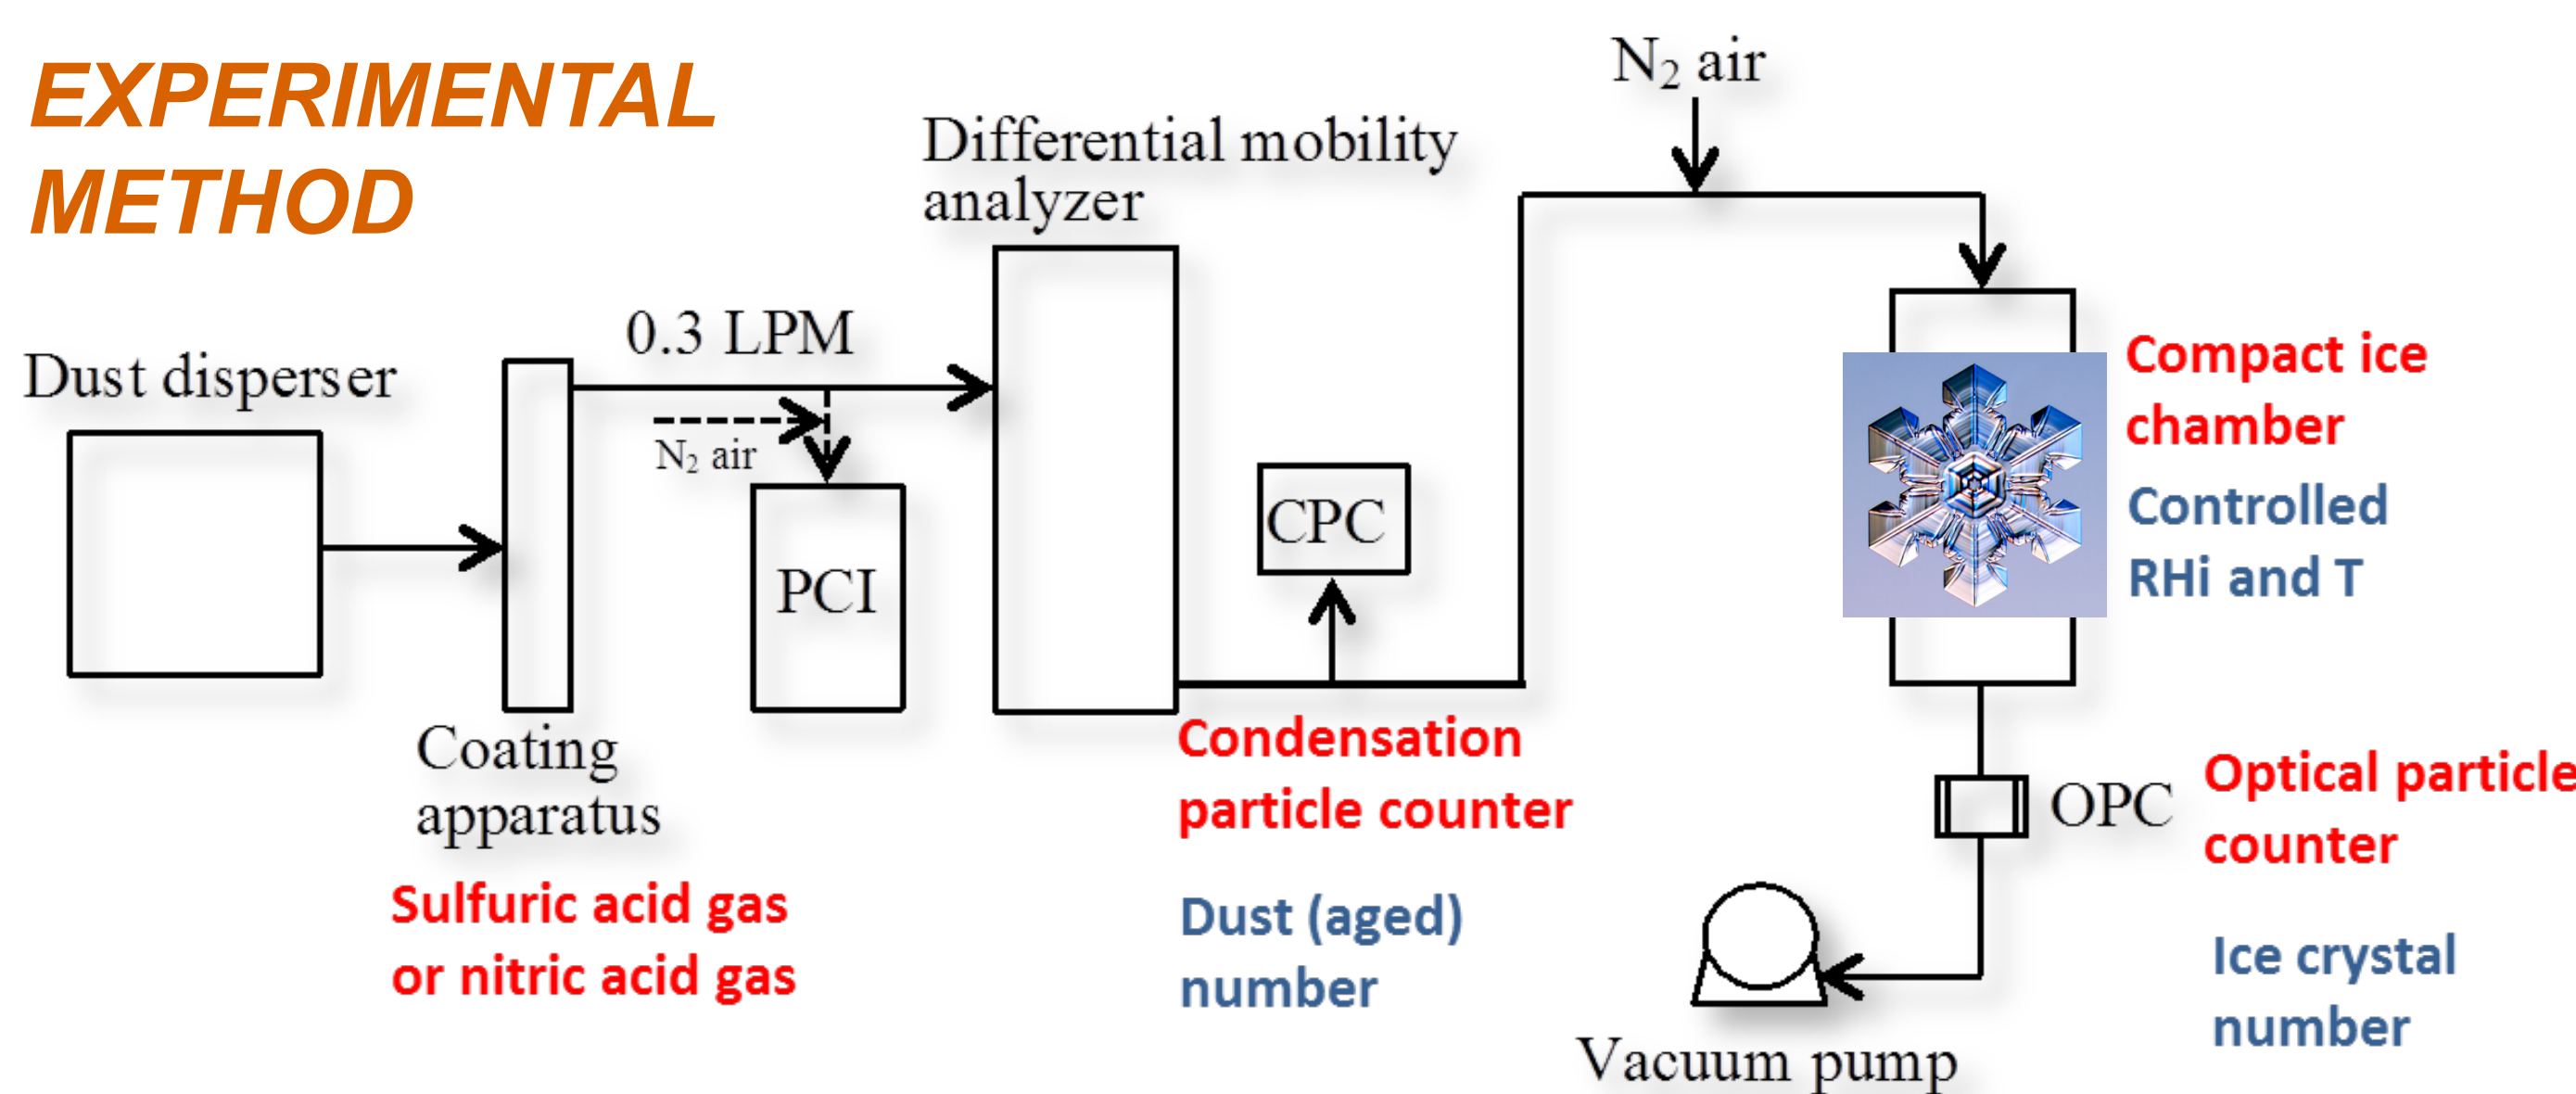 EXPERIMENTAL
METHOD
N₂ air
Differential mobility
analyzer
0.3 LPM
Dust disperser
N₂ air
PCI
CPC
Compact ice
chamber
Controlled
RHi and T
Coating
apparatus
Sulfuric acid gas
or nitric acid gas
Condensation
particle counter
Dust (aged)
number
OPC
Optical particle
counter
Ice crystal
number
Vacuum pump